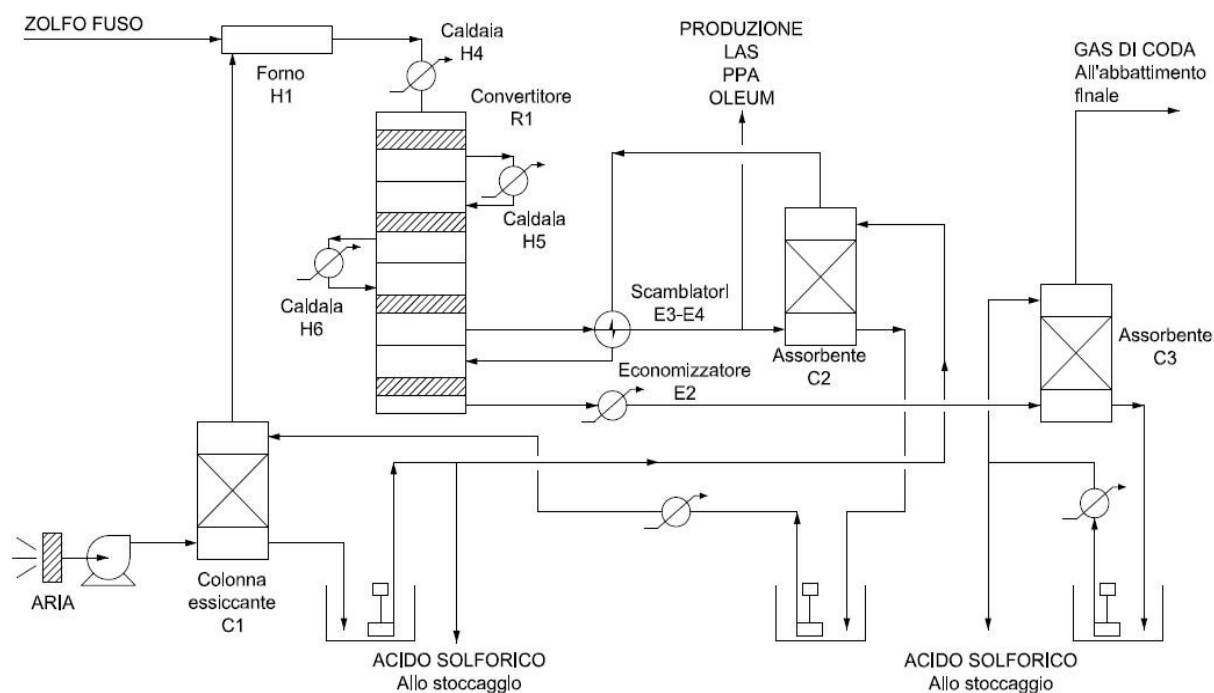 ZOLFO FUSO
Forno
H1
Caldaia
H4
Convertitore
R1
Caldaia
H5
Caldaia
H6
PRODUZIONE
LAS
PPA
OLEUM
GAS DI CODA
All'abbattimento
finale
Scambiatori
E3-E4
Assorbente
C2
Economizzatore
E2
Assorbente
C3
ARIA
Colonna
essiccante
C1
ACIDO SOLFORICO
Allo stoccaggio
ACIDO SOLFORICO
Allo stoccaggio